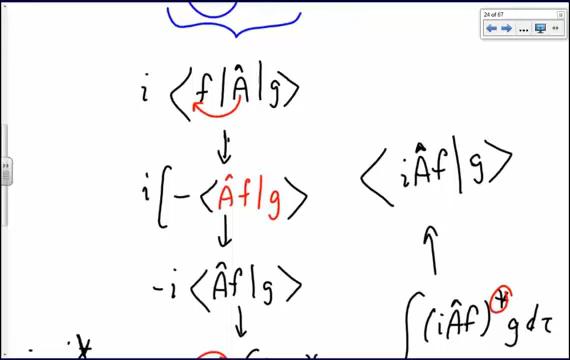 24 of 67
i ⟨f|Â|g⟩
↓
i[-⟨Âf|g⟩
↓
-i⟨Âf|g⟩
↓
⟨iÂf|g⟩
↑
∫(iÂf)* g dτ